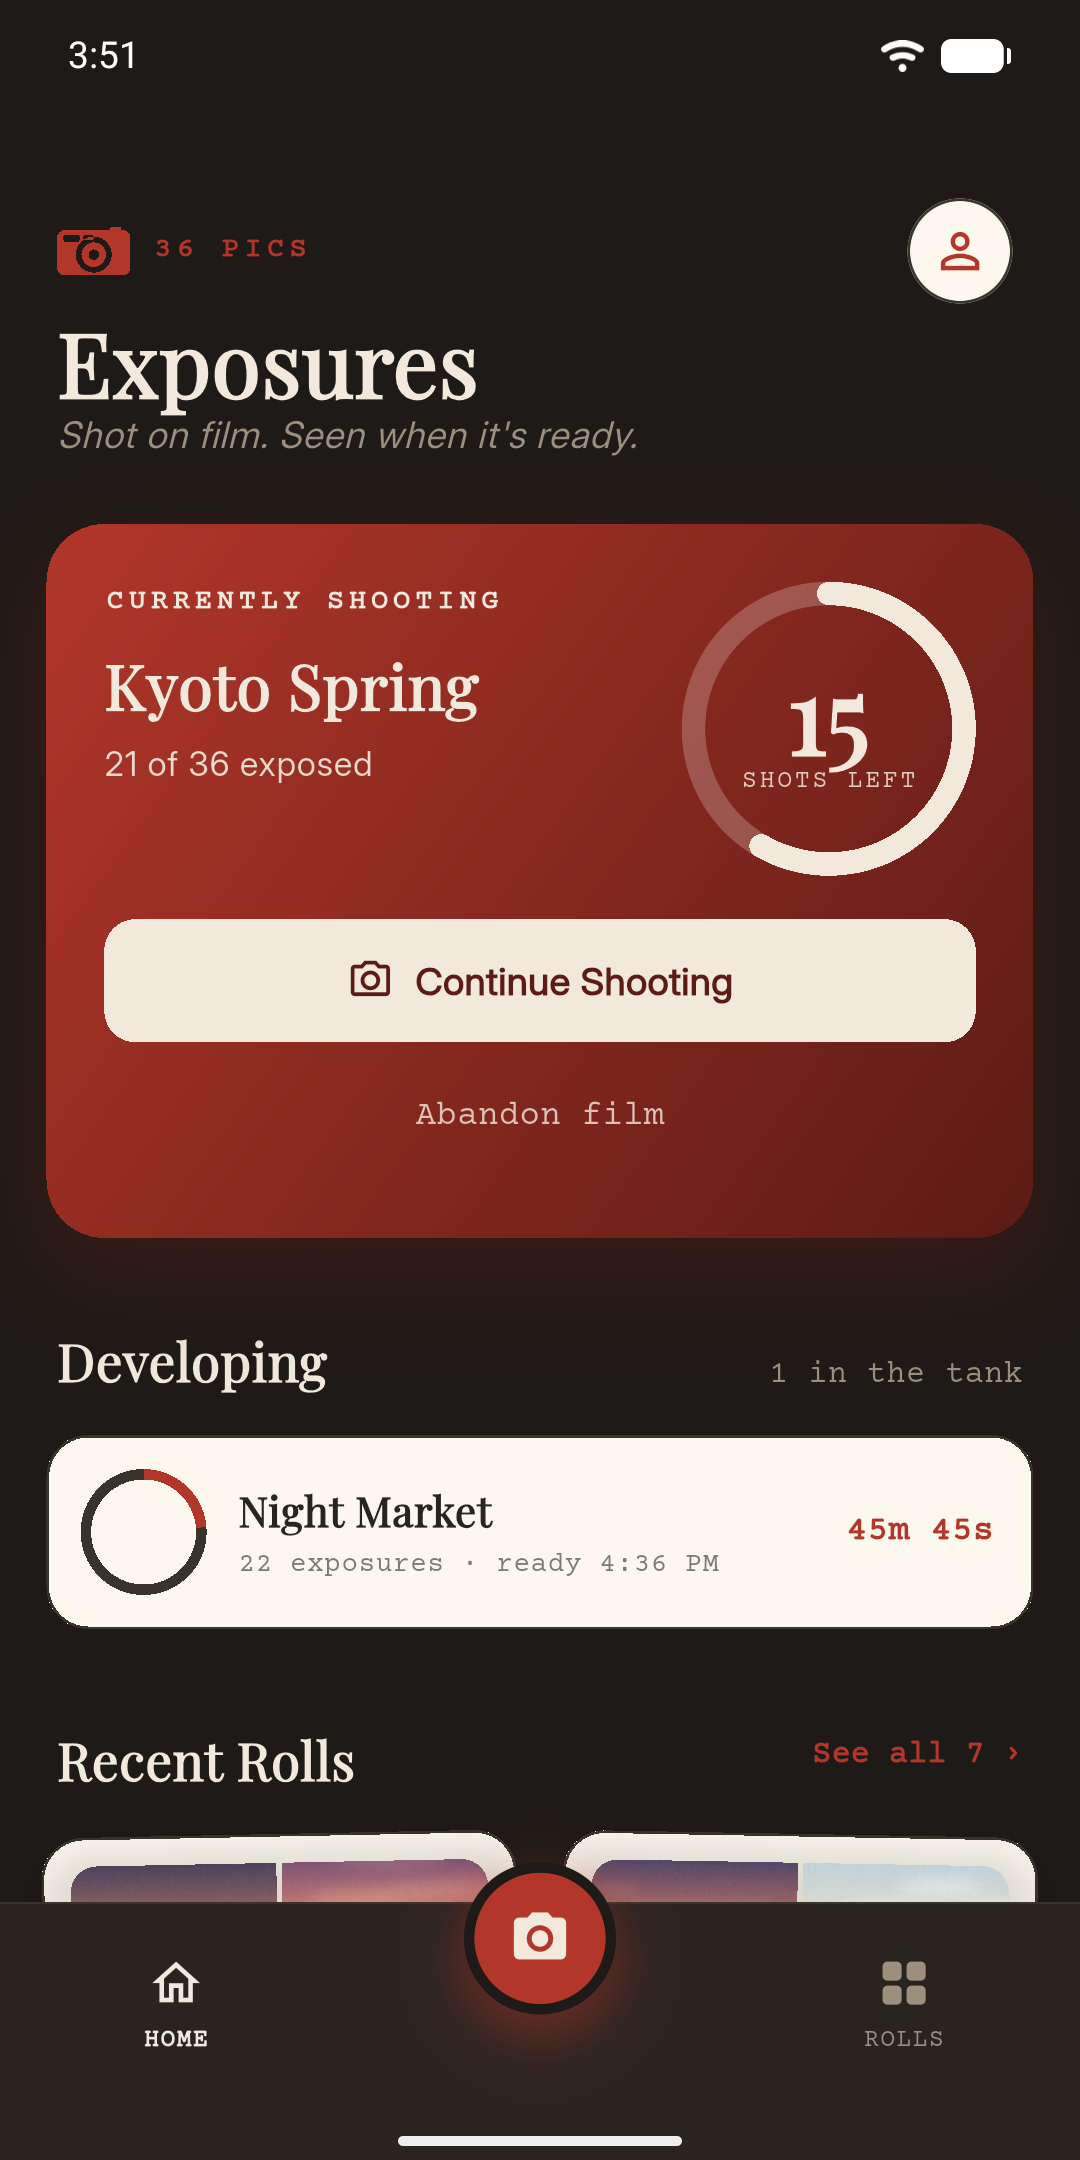 3:51
36 PICS
Exposures
Shot on film. Seen when it's ready.
CURRENTLY SHOOTING
Kyoto Spring
21 of 36 exposed
15
SHOTS LEFT
Continue Shooting
Abandon film
Developing
1 in the tank
Night Market
22 exposures · ready 4:36 PM
45m 45s
Recent Rolls
See all 7 ›
HOME
ROLLS